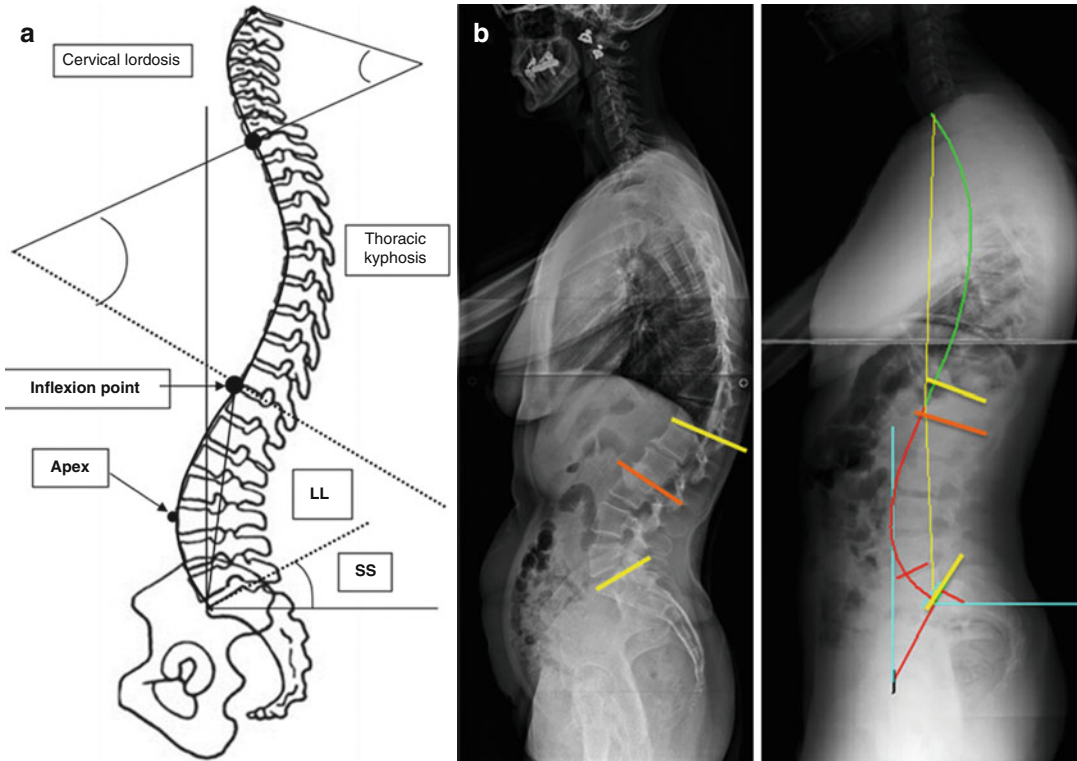 a
Cervical lordosis
Thoracic
kyphosis
Inflexion point
Apex
LL
SS
b